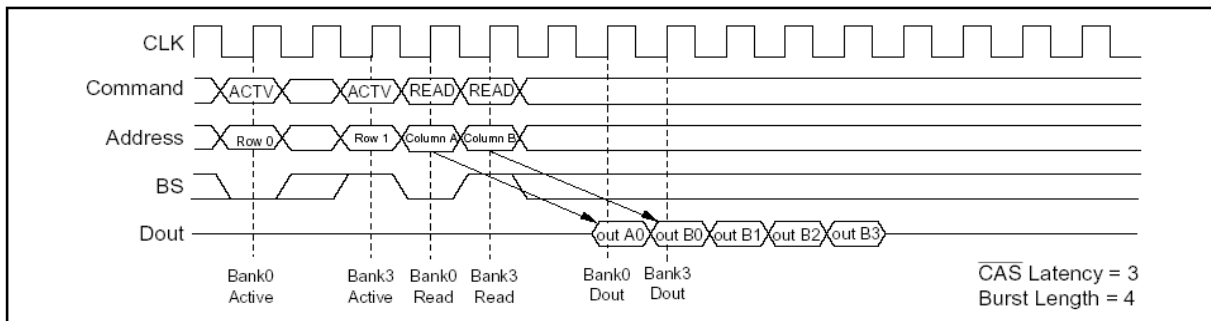 CLK
Command ACTV ACTV READ READ
Address Row 0 Row 1 Column A Column B
BS
Dout out A0 out B0 out B1 out B2 out B3
Bank0 Active
Bank3 Active
Bank0 Read
Bank3 Read
Bank0 Dout
Bank3 Dout
CAS Latency = 3
Burst Length = 4